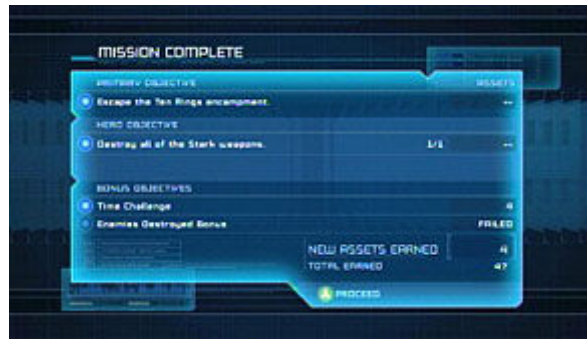 MISSION COMPLETE
PRIMARY OBJECTIVE ASSETS
Escape the Ten Rings encampment. --
HERO OBJECTIVE
Destroy all of the Stark weapons. 1/1 --
BONUS OBJECTIVES
Time Challenge 4
Enemies Destroyed Bonus FAILED
NEW ASSETS EARNED 4
TOTAL EARNED 47
A PROCEED